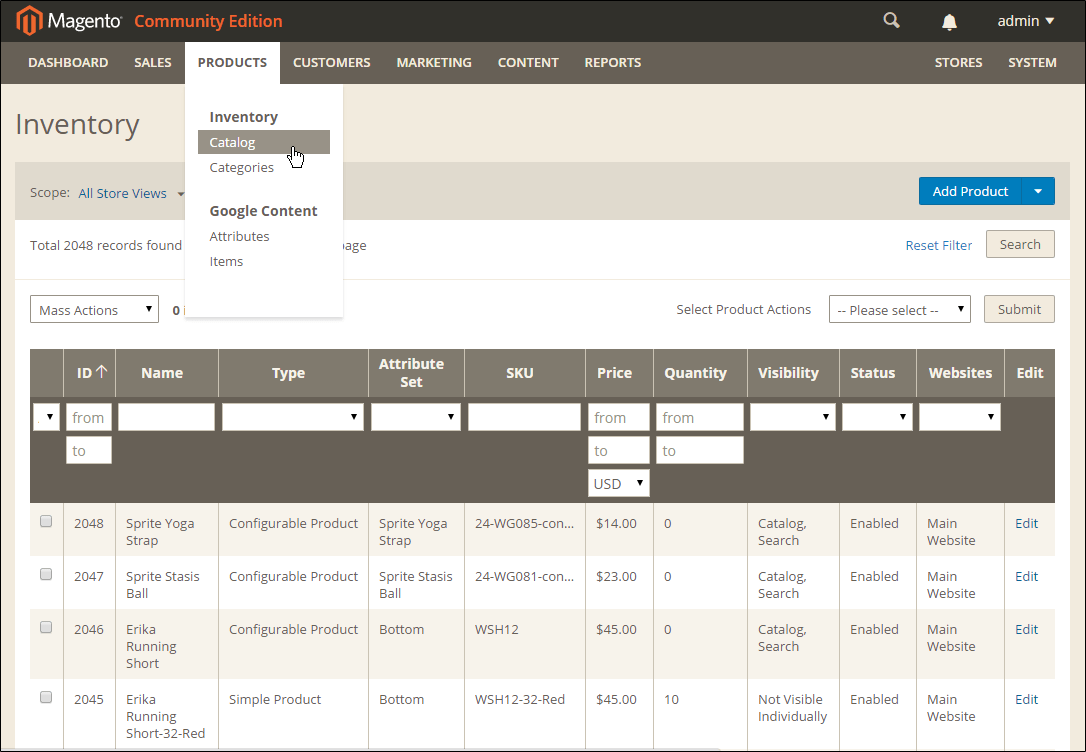 Magento Community Edition admin
DASHBOARD SALES PRODUCTS CUSTOMERS MARKETING CONTENT REPORTS STORES SYSTEM
Inventory
Inventory
Catalog
Categories
Google Content
Attributes
Items
Scope: All Store Views
Add Product
Total 2048 records found
Reset Filter Search
Mass Actions 0
Select Product Actions -- Please select -- Submit
ID Name Type Attribute Set SKU Price Quantity Visibility Status Websites Edit
from from from
to to to
USD
2048 Sprite Yoga Configurable Product Sprite Yoga 24-WG085-con... $14.00 0 Catalog, Enabled Main Edit
Strap Strap Search Website
2047 Sprite Stasis Configurable Product Sprite Stasis 24-WG081-con... $23.00 0 Catalog, Enabled Main Edit
Ball Ball Search Website
2046 Erika Configurable Product Bottom WSH12 $45.00 0 Catalog, Enabled Main Edit
Running Search Website
Short
2045 Erika Simple Product Bottom WSH12-32-Red $45.00 10 Not Visible Enabled Main Edit
Running Individually Website
Short-32-Red